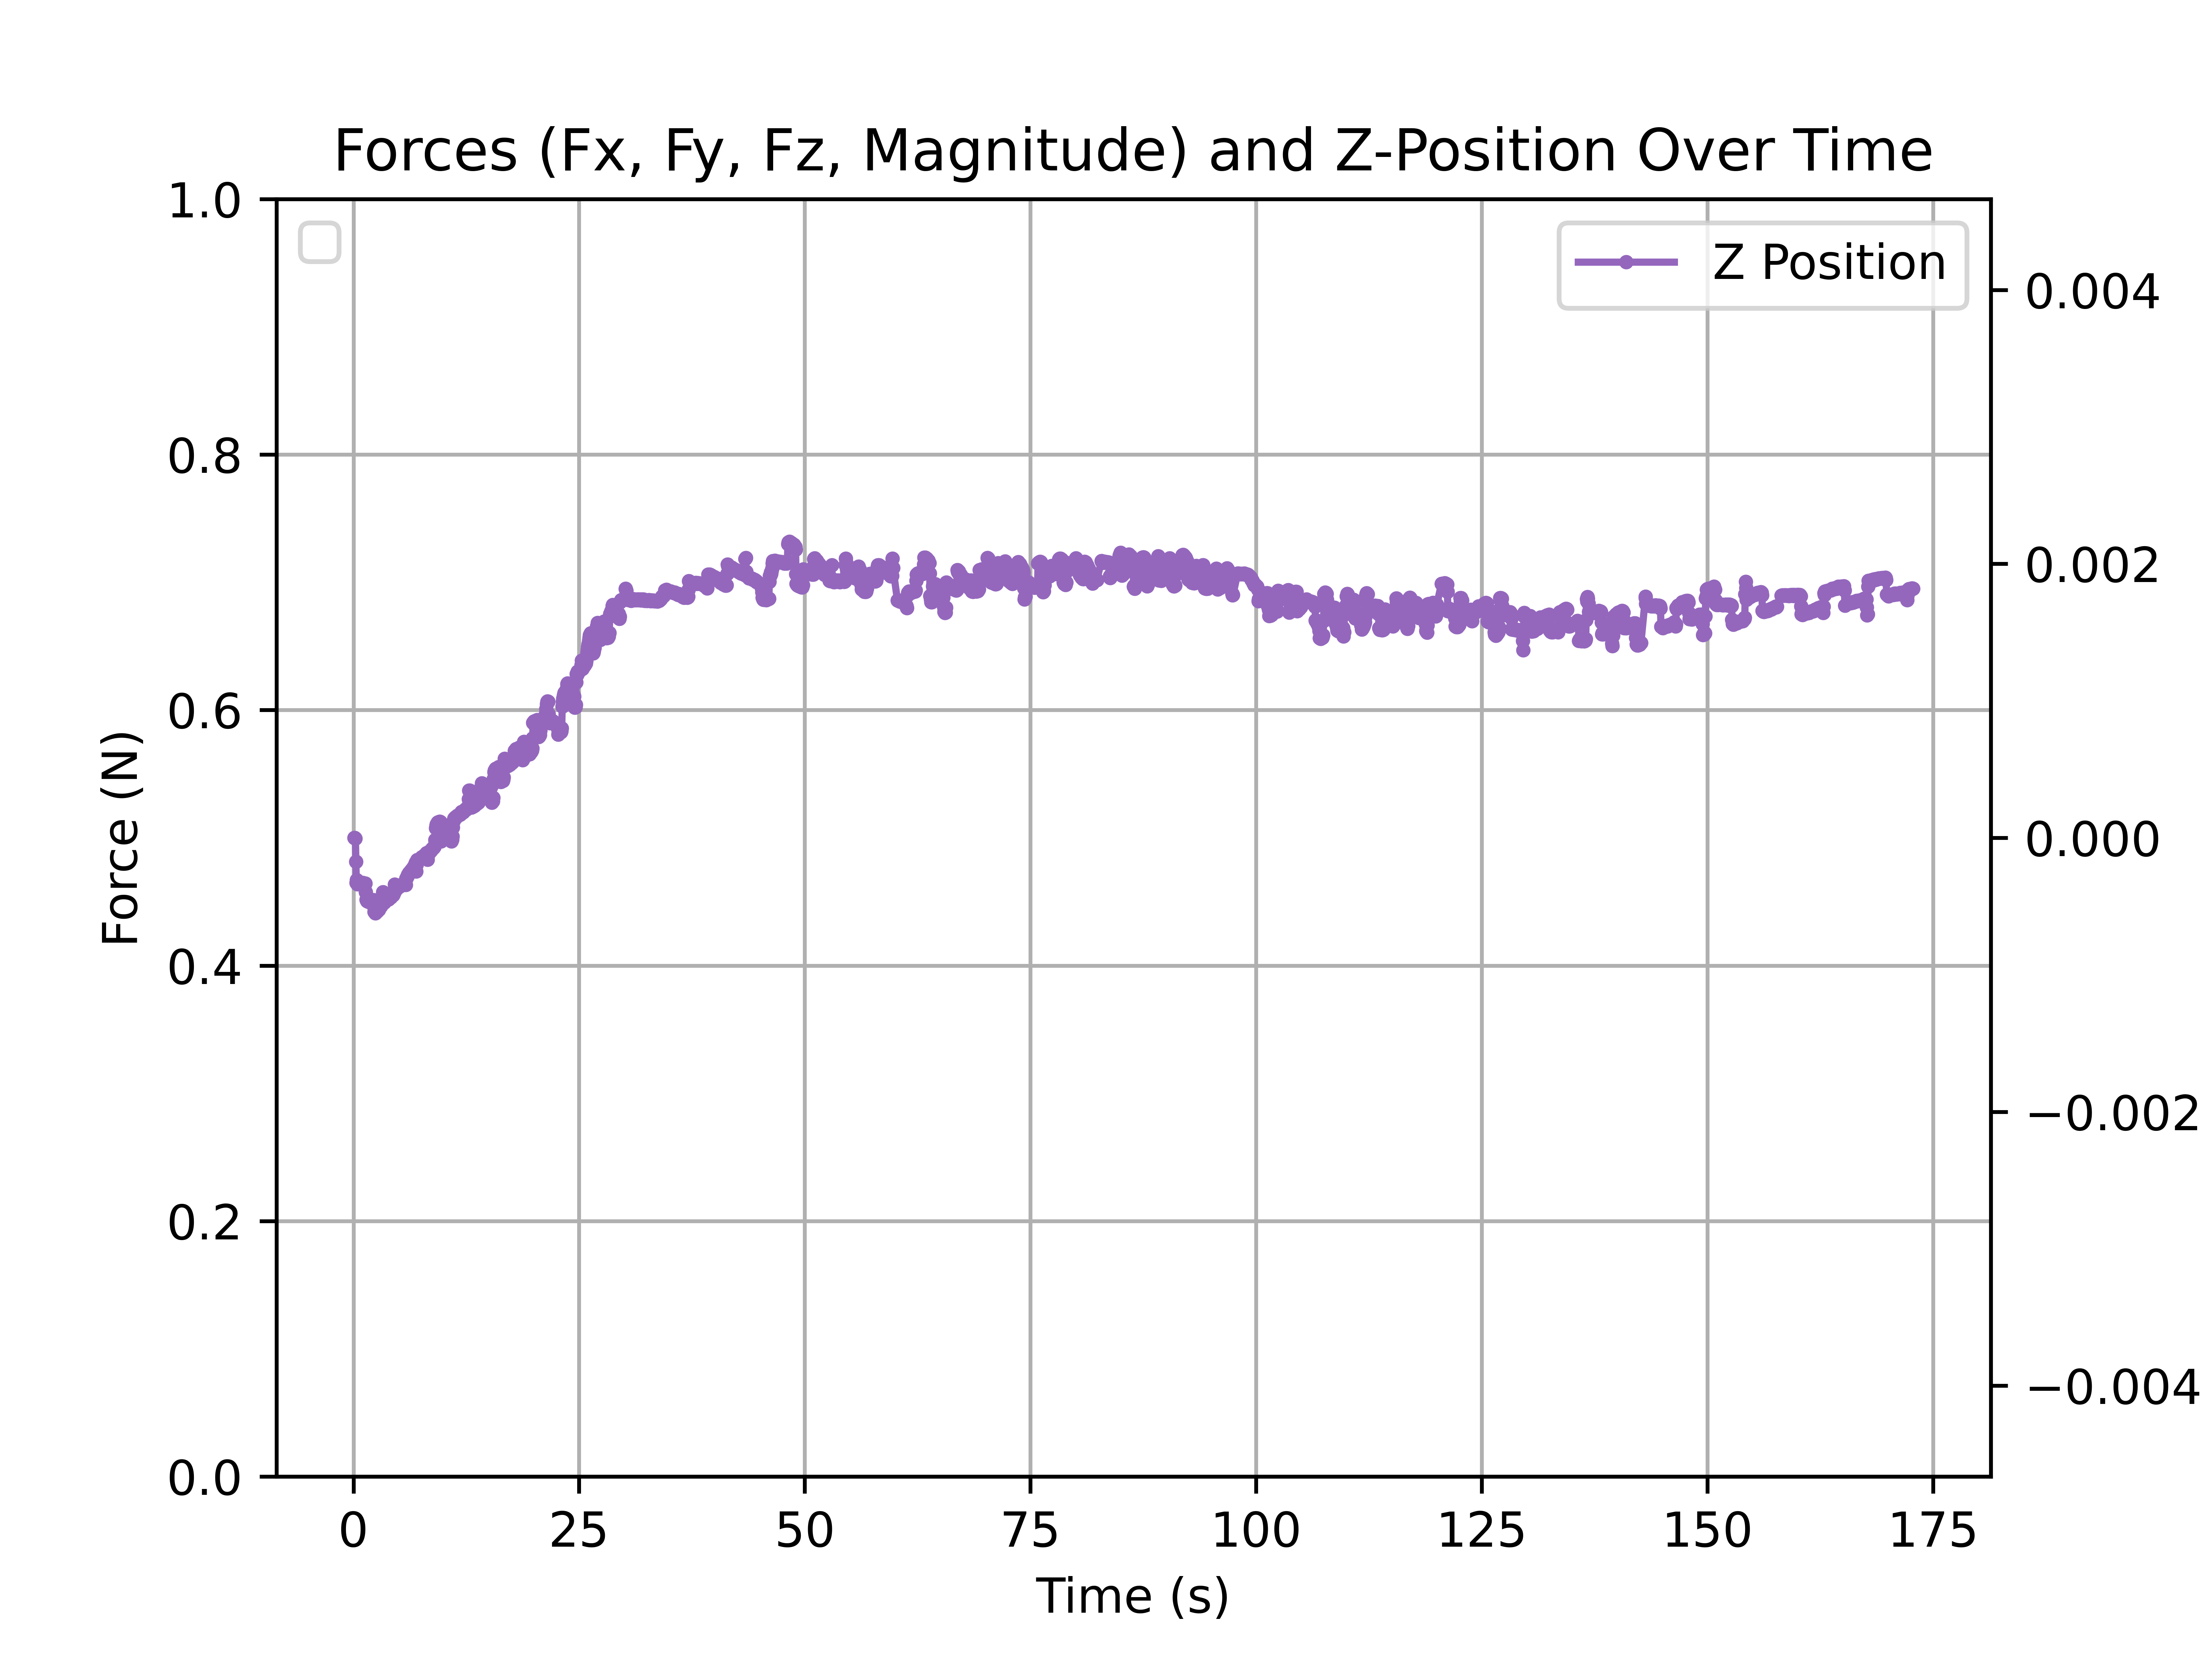 Forces (Fx, Fy, Fz, Magnitude) and Z-Position Over Time
1.0
0.8
0.6
0.4
0.2
0.0
Force (N)
Z Position
0.004
0.002
0.000
−0.002
−0.004
0 25 50 75 100 125 150 175
Time (s)